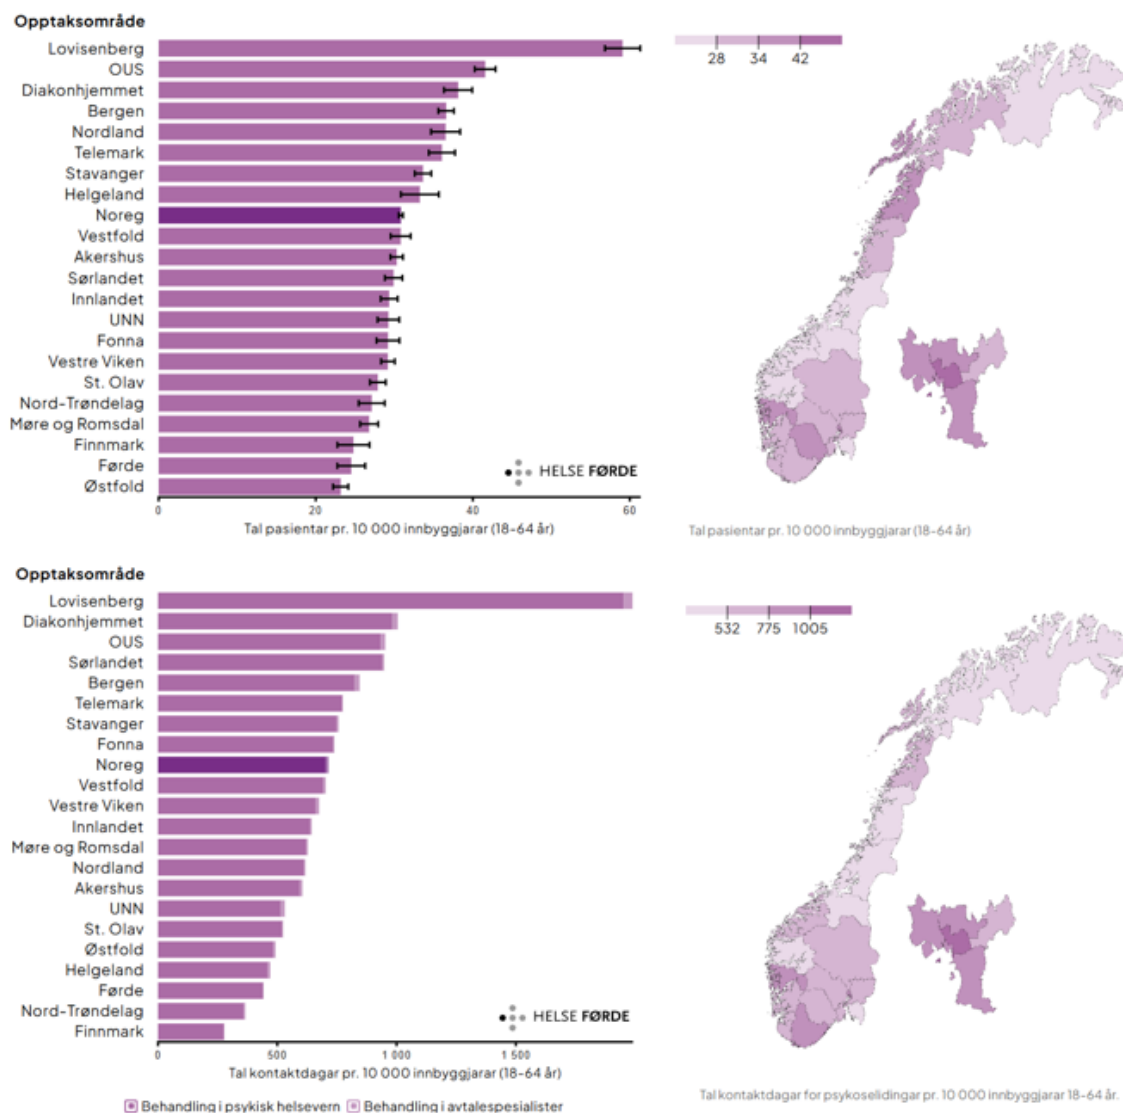 Opptaksområde
Lovisenberg
OUS
Diakonhjemmet
Bergen
Nordland
Telemark
Stavanger
Helgeland
Noreg
Vestfold
Akershus
Sørlandet
Innlandet
UNN
Fonna
Vestre Viken
St. Olav
Nord-Trøndelag
Møre og Romsdal
Finnmark
Førde
Østfold
HELSE FØRDE
0 20 40 60
Tal pasientar pr. 10 000 innbyggjarar (18-64 år)
28 34 42
Tal pasientar pr. 10 000 innbyggjarar (18-64 år)
Opptaksområde
Lovisenberg
Diakonhjemmet
OUS
Sørlandet
Bergen
Telemark
Stavanger
Fonna
Noreg
Vestfold
Vestre Viken
Innlandet
Møre og Romsdal
Nordland
Akershus
UNN
St. Olav
Østfold
Helgeland
Førde
Nord-Trøndelag
Finnmark
HELSE FØRDE
0 500 1 000 1 500
Tal kontaktdagar pr. 10 000 innbyggjarar (18-64 år)
Behandling i psykisk helsevern Behandling i avtalespesialister
532 775 1005
Tal kontaktdagar for psykoselidingar pr. 10 000 innbyggjarar 18-64 år.